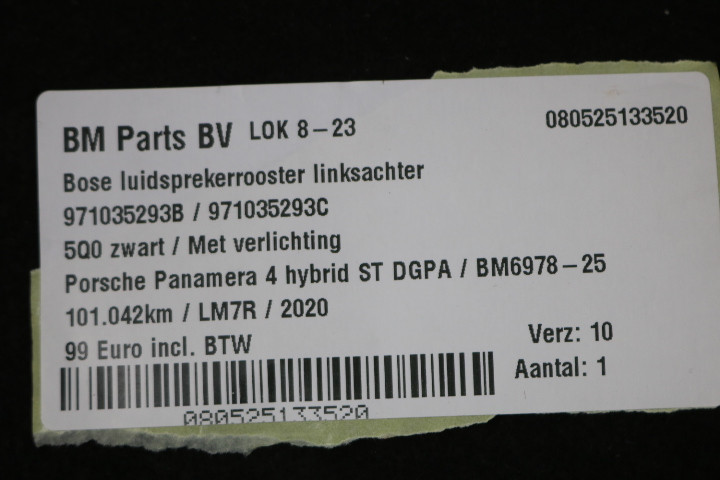 BM Parts BV LOK 8-23
080525133520
Bose luidsprekerrooster linksachter
971035293B / 971035293C
5Q0 zwart / Met verlichting
Porsche Panamera 4 hybrid ST DGPA / BM6978-25
101.042km / LM7R / 2020
99 Euro incl. BTW
Verz: 10
Aantal: 1
080525133520